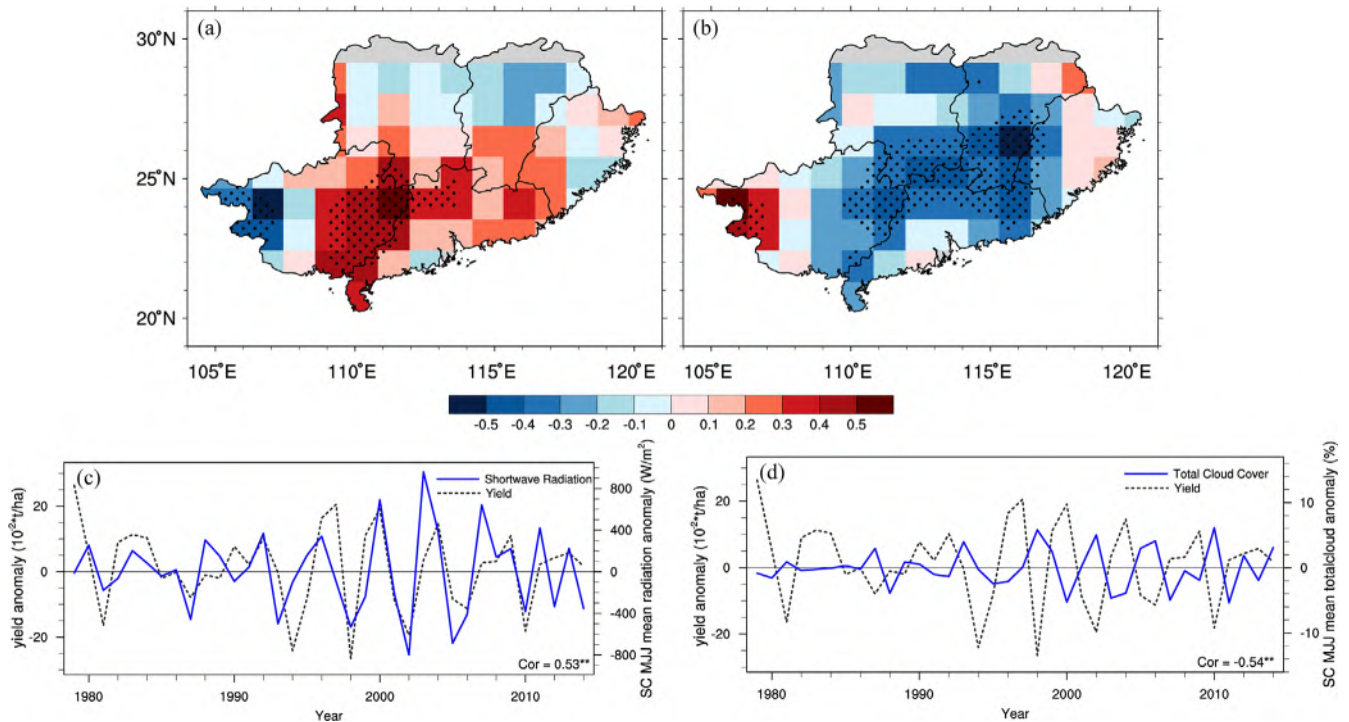 (a)
(b)
30°N
25°N
20°N
105°E 110°E 115°E 120°E
105°E 110°E 115°E 120°E
-0.5 -0.4 -0.3 -0.2 -0.1 0 0.1 0.2 0.3 0.4 0.5
(c)
Shortwave Radiation
Yield
yield anomaly (10⁻²*t/ha)
20
0
-20
800
400
0
-400
-800
SC MJJ mean radiation anomaly (W/m²)
Cor = 0.53**
1980 1990 2000 2010
Year
(d)
Total Cloud Cover
Yield
yield anomaly (10⁻²*t/ha)
20
0
-20
10
0
-10
SC MJJ mean totalcloud anomaly (%)
Cor = -0.54**
1980 1990 2000 2010
Year